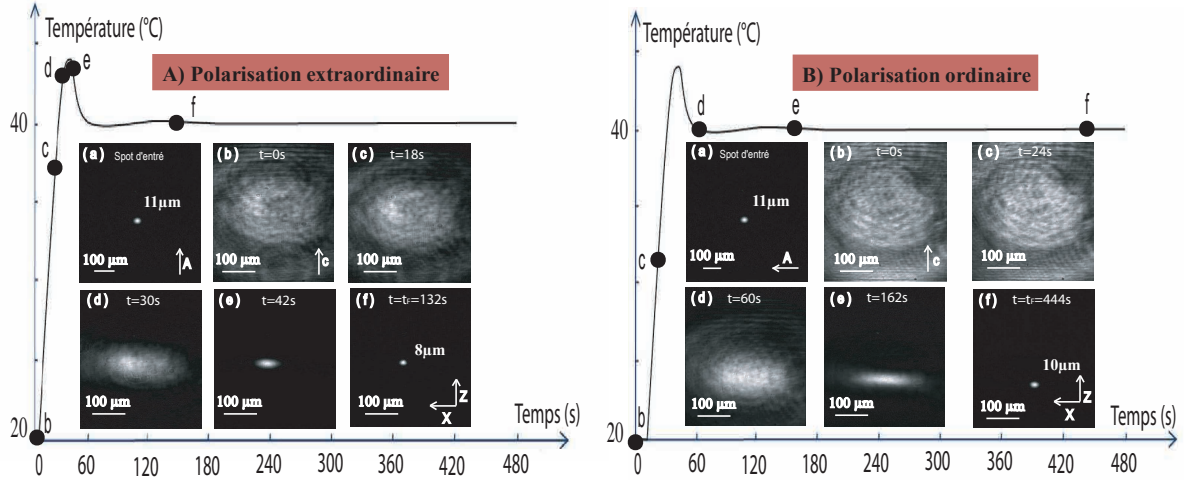 Température (°C)
A) Polarisation extraordinaire
d
e
f
40
c
(a) Spot d'entré
11µm
100 µm
A
(b) t=0s
100 µm
c
(c) t=18s
100 µm
(d) t=30s
100 µm
(e) t=42s
100 µm
(f) t=tF=132s
8µm
100 µm
Z
X
Temps (s)
b
20
0 60 120 180 240 300 360 420 480
Température (°C)
B) Polarisation ordinaire
d
e
f
40
c
(a) Spot d'entré
11µm
100 µm
A
(b) t=0s
100 µm
c
(c) t=24s
100 µm
(d) t=60s
100 µm
(e) t=162s
100 µm
(f) t=tF=444s
10µm
100 µm
Z
X
Temps (s)
b
20
0 60 120 180 240 300 360 420 480